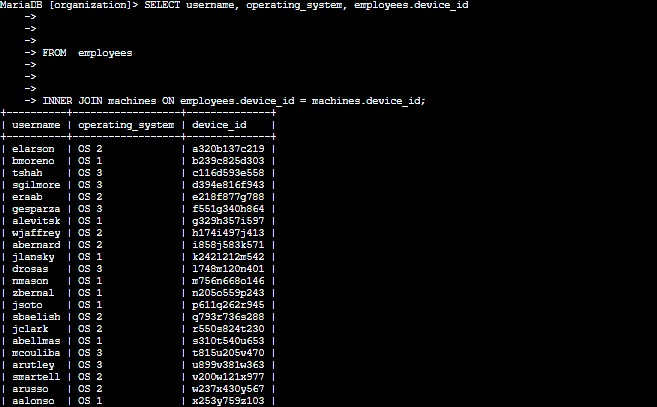 MariaDB [organization]> SELECT username, operating_system, employees.device_id
    ->
    ->
    ->
    -> FROM  employees
    ->
    ->
    ->
    -> INNER JOIN machines ON employees.device_id = machines.device_id;
+----------+------------------+--------------+
| username | operating_system | device_id    |
+----------+------------------+--------------+
| elarson  | OS 2             | a320b137c219 |
| bmoreno  | OS 1             | b239c825d303 |
| tshah    | OS 3             | c116d593e558 |
| sgilmore | OS 3             | d394e816f943 |
| eraab    | OS 2             | e218f877g788 |
| gesparza | OS 3             | f551g340h864 |
| alevitsk | OS 1             | g329h357i597 |
| wjaffrey | OS 2             | h174i497j413 |
| abernard | OS 2             | i858j583k571 |
| jlansky  | OS 1             | k242l212m542 |
| drosas   | OS 3             | l748m120n401 |
| nmason   | OS 1             | m756n668o146 |
| zbernal  | OS 1             | n205o559p243 |
| jsoto    | OS 1             | p611q262r945 |
| sbaelish | OS 2             | q793r736s288 |
| jclark   | OS 2             | r550s824t230 |
| abellmas | OS 1             | s310t540u653 |
| mcouliba | OS 3             | t815u205v470 |
| arutley  | OS 3             | u899v381w363 |
| smartell | OS 2             | v200w121x977 |
| arusso   | OS 2             | w237x430y567 |
| aalonso  | OS 1             | x253y759z103 |